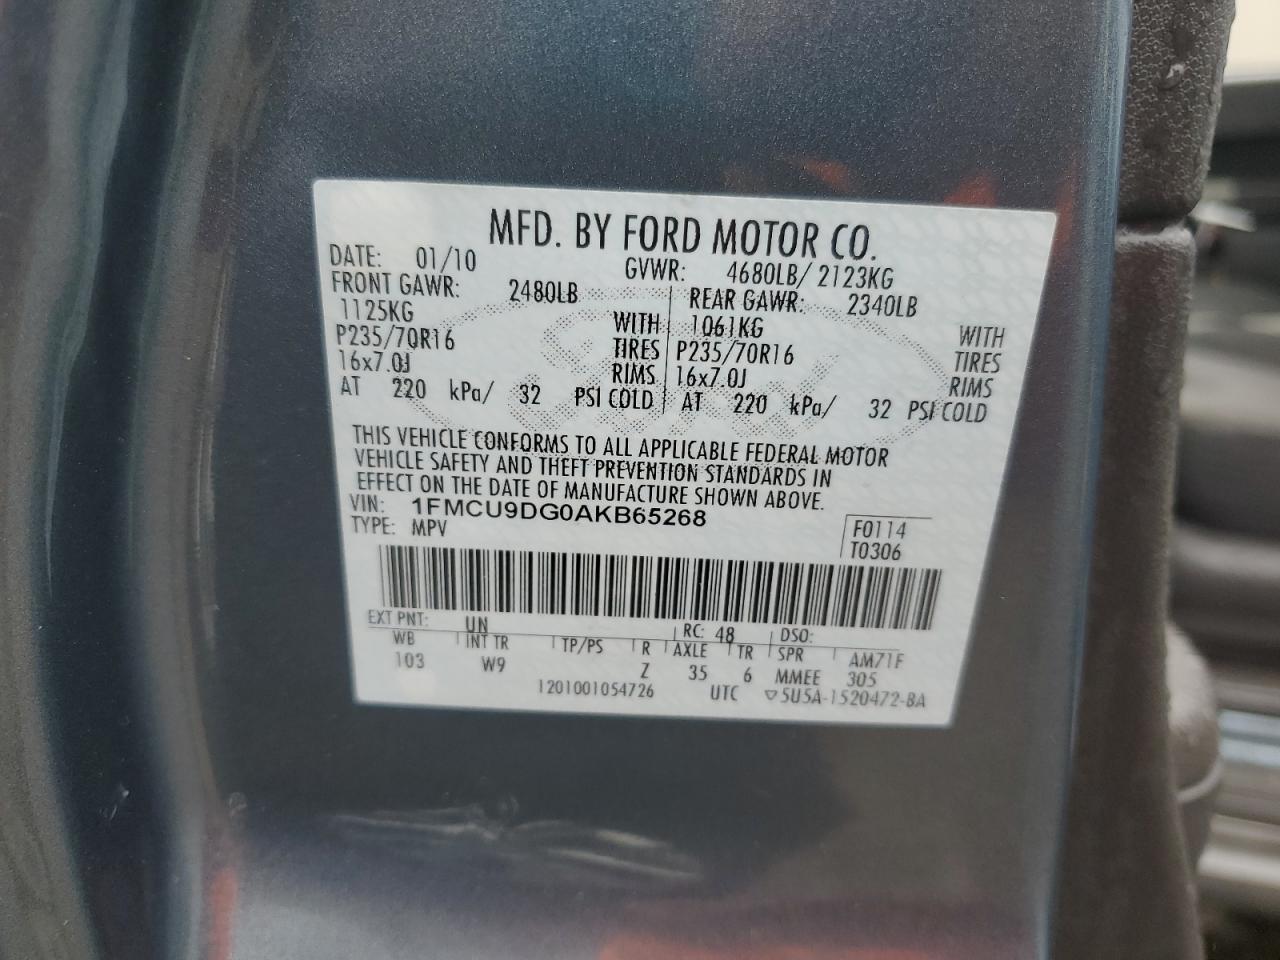 MFD. BY FORD MOTOR CO.
DATE: 01/10 GVWR: 4680LB/ 2123KG
FRONT GAWR: 2480LB REAR GAWR: 2340LB
1125KG WITH 1061KG WITH
P235/70R16 TIRES P235/70R16 TIRES
16x7.0J RIMS 16x7.0J RIMS
AT 220 kPa/ 32 PSI COLD AT 220 kPa/ 32 PSI COLD
THIS VEHICLE CONFORMS TO ALL APPLICABLE FEDERAL MOTOR
VEHICLE SAFETY AND THEFT PREVENTION STANDARDS IN
EFFECT ON THE DATE OF MANUFACTURE SHOWN ABOVE.
VIN: 1FMCU9DG0AKB65268
TYPE: MPV
F0114
T0306
EXT PNT: UN RC: 48 DSO:
WB INT TR TP/PS R AXLE TR SPR AM71F
103 W9 Z 35 6 MMEE 305
1201001054726 UTC ▽5U5A-1520472-BA